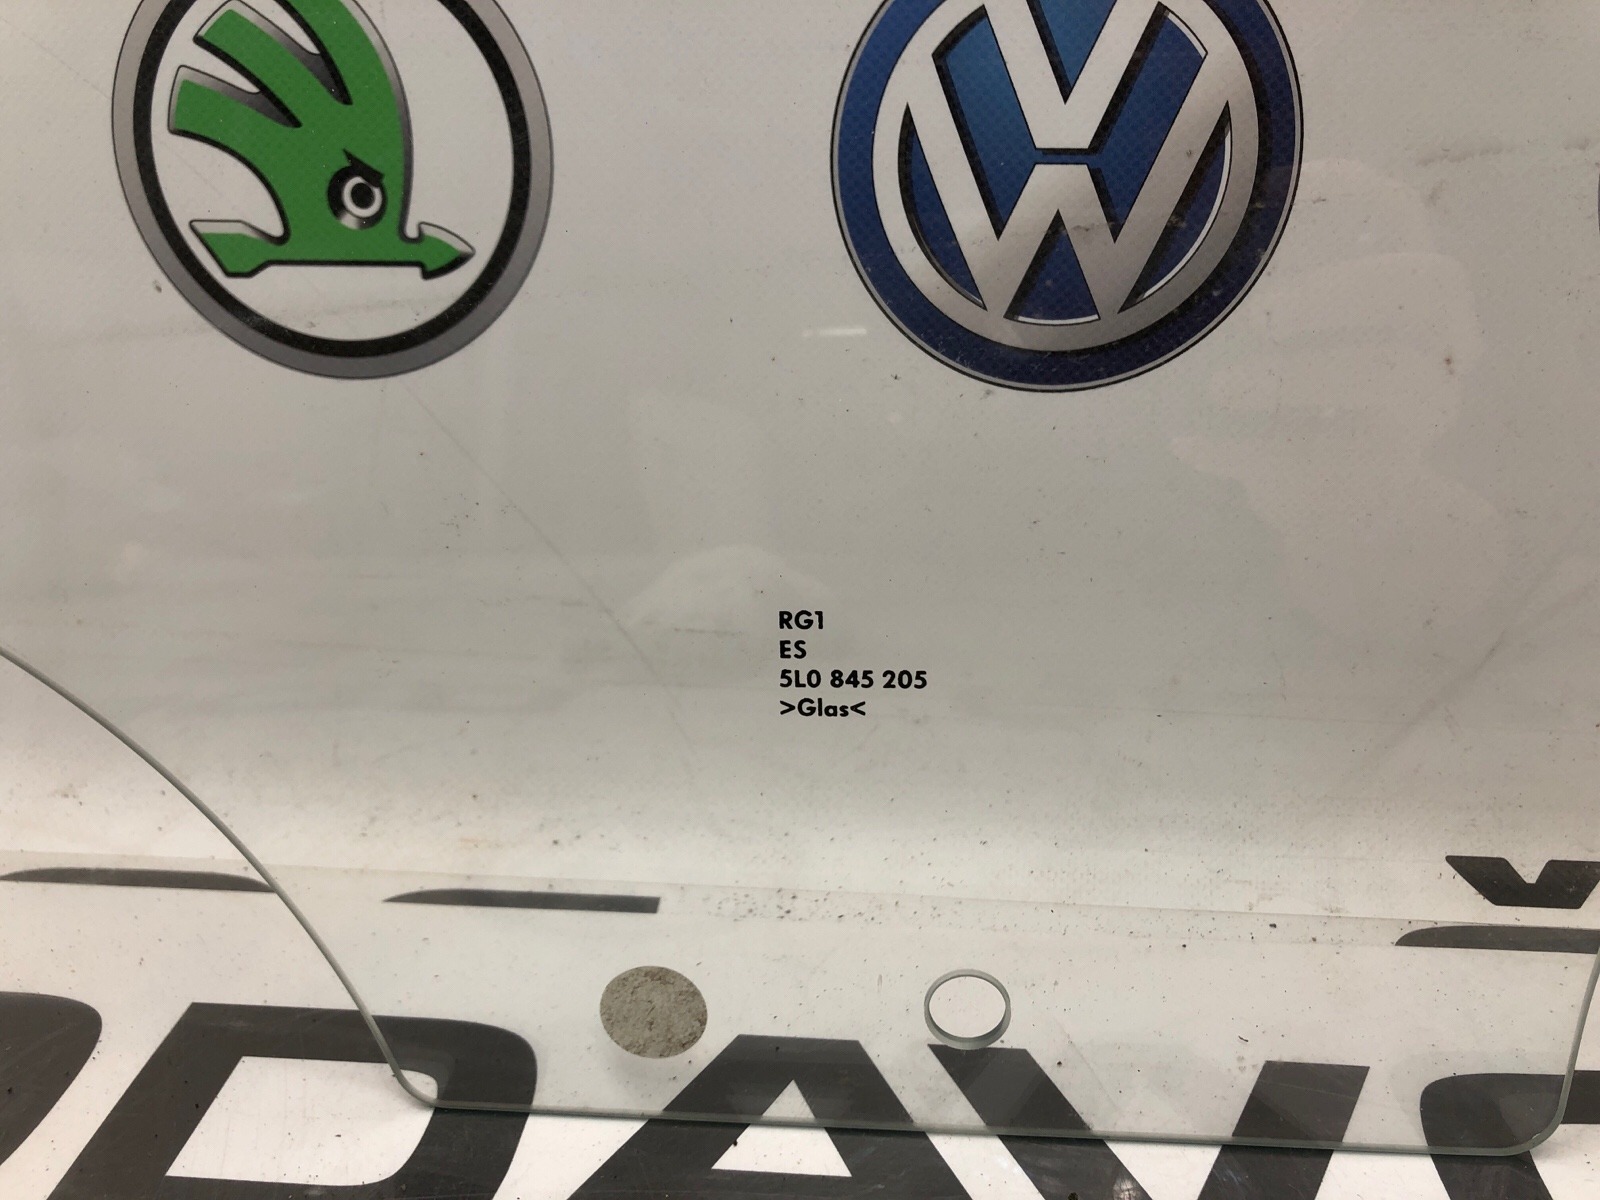 RG1
ES
5L0 845 205
>Glas<